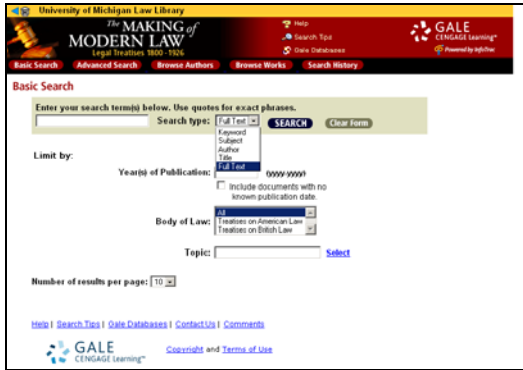 University of Michigan Law Library
The MAKING of
MODERN LAW
Legal Treatises 1800 - 1926
Help
Search Tips
Gale Databases
GALE
CENGAGE Learning™
Powered by InfoTrac
Basic Search Advanced Search Browse Authors Browse Works Search History
Basic Search
Enter your search term(s) below. Use quotes for exact phrases.
Search type: Full Text SEARCH Clear Form
Keyword
Subject
Author
Title
Full Text
Limit by:
Year(s) of Publication: (yyyy-yyyy)
Include documents with no
known publication date.
Body of Law: All
Treatises on American Law
Treatises on British Law
Topic: Select
Number of results per page: 10
Help | Search Tips | Gale Databases | Contact Us | Comments
GALE
CENGAGE Learning™
Copyright and Terms of Use